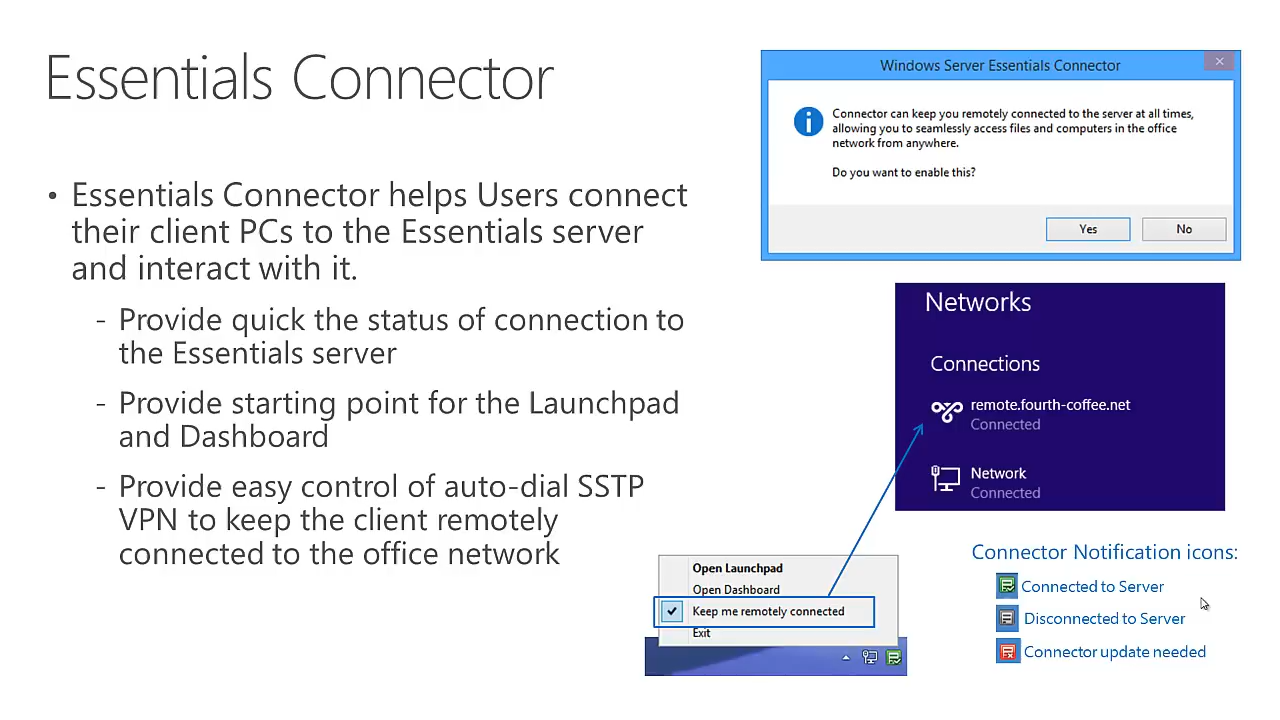 Essentials Connector
• Essentials Connector helps Users connect
their client PCs to the Essentials server
and interact with it.
- Provide quick the status of connection to
the Essentials server
- Provide starting point for the Launchpad
and Dashboard
- Provide easy control of auto-dial SSTP
VPN to keep the client remotely
connected to the office network
Windows Server Essentials Connector
Connector can keep you remotely connected to the server at all times,
allowing you to seamlessly access files and computers in the office
network from anywhere.
Do you want to enable this?
Yes
No
Networks
Connections
remote.fourth-coffee.net
Connected
Network
Connected
Open Launchpad
Open Dashboard
Keep me remotely connected
Exit
Connector Notification icons:
Connected to Server
Disconnected to Server
Connector update needed